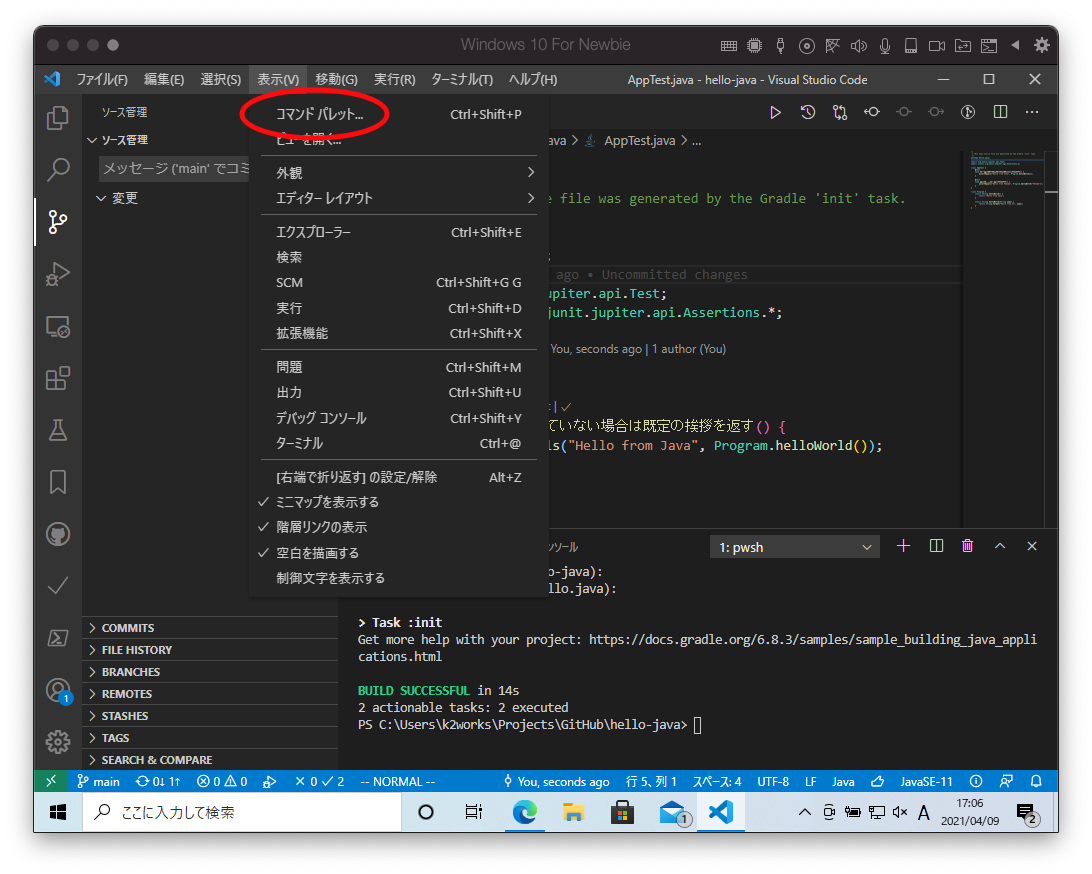 Windows 10 For Newbie
ファイル(F) 編集(E) 選択(S) 表示(V) 移動(G) 実行(R) ターミナル(T) ヘルプ(H) AppTest.java - hello-java - Visual Studio Code
ソース管理
ソース管理
メッセージ ('main' でコミ
変更
コマンド パレット... Ctrl+Shift+P
ビューを開く...
外観
エディター レイアウト
エクスプローラー Ctrl+Shift+E
検索
SCM Ctrl+Shift+G G
実行 Ctrl+Shift+D
拡張機能 Ctrl+Shift+X
問題 Ctrl+Shift+M
出力 Ctrl+Shift+U
デバッグ コンソール Ctrl+Shift+Y
ターミナル Ctrl+@
[右端で折り返す] の設定/解除 Alt+Z
ミニマップを表示する
階層リンクの表示
空白を描画する
制御文字を表示する
ava > AppTest.java > ...
e file was generated by the Gradle 'init' task.
;
ago • Uncommitted changes
upiter.api.Test;
junit.jupiter.api.Assertions.*;
You, seconds ago | 1 author (You)
ていない場合は既定の挨拶を返す() {
ls("Hello from Java", Program.helloWorld());
ンソール 1: pwsh
o-java):
llo.java):
> Task :init
Get more help with your project: https://docs.gradle.org/6.8.3/samples/sample_building_java_appli
cations.html
BUILD SUCCESSFUL in 14s
2 actionable tasks: 2 executed
PS C:\Users\k2works\Projects\GitHub\hello-java>
COMMITS
FILE HISTORY
BRANCHES
REMOTES
STASHES
TAGS
SEARCH & COMPARE
1
main 0↓ 1↑ 0 0 0 2 -- NORMAL -- You, seconds ago 行 5、列 1 スペース: 4 UTF-8 LF Java JavaSE-11
ここに入力して検索 1 A 17:06
2021/04/09 2